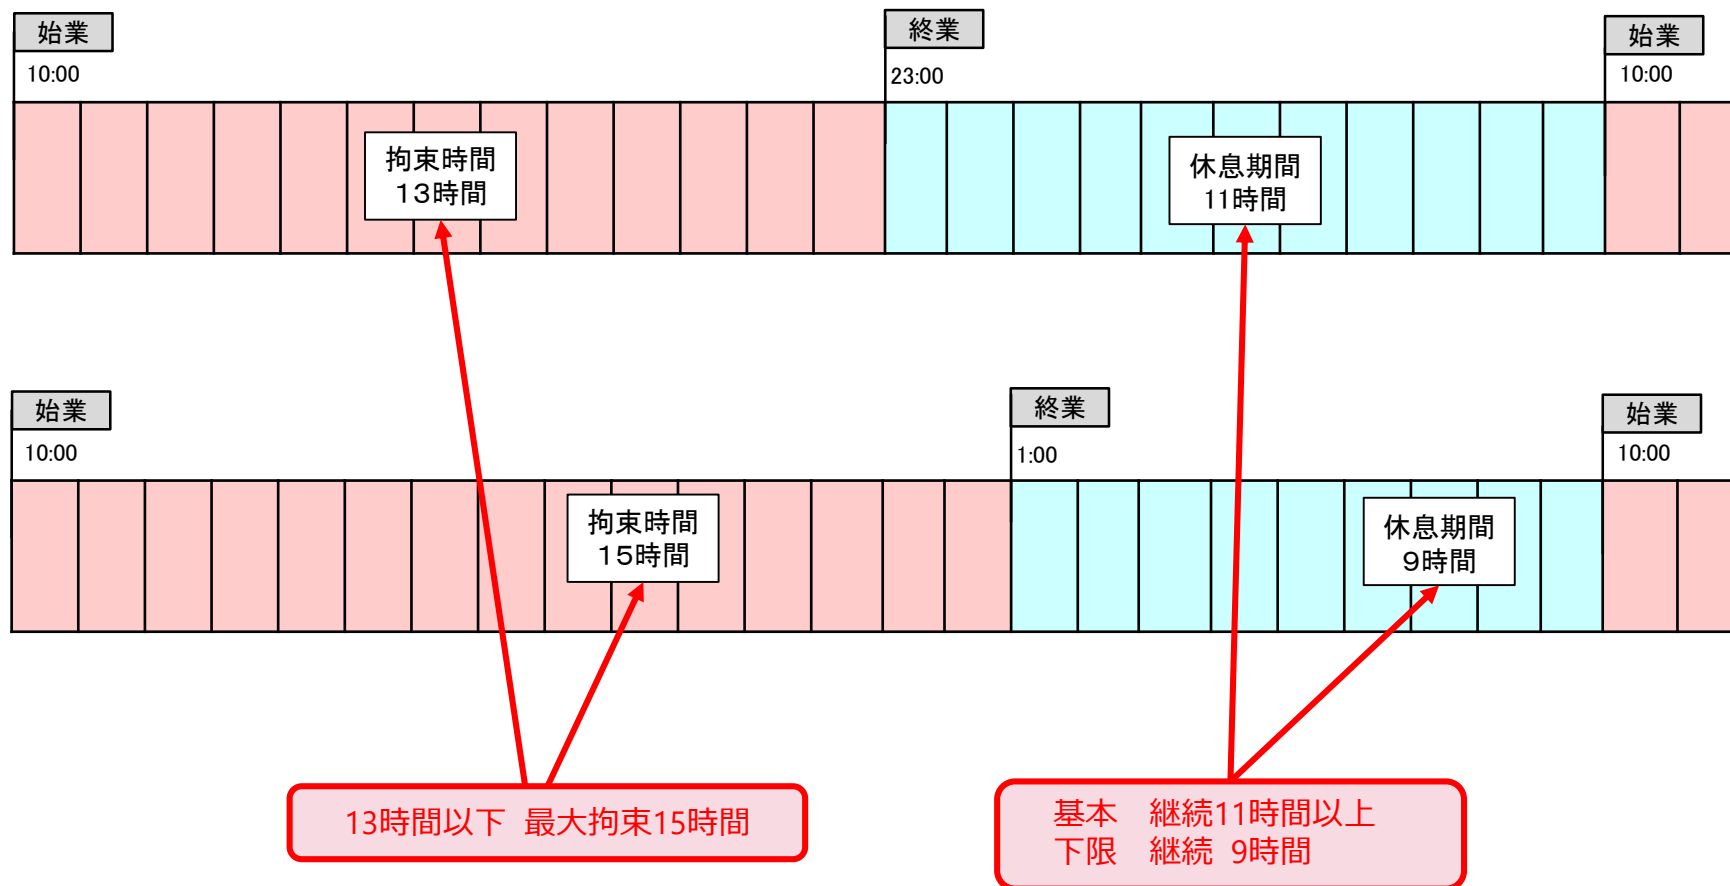 始業
終業
始業
10:00
23:00
10:00
拘束時間
１３時間
休息期間
11時間
始業
終業
始業
10:00
1:00
10:00
拘束時間
１５時間
休息期間
９時間
13時間以下 最大拘束15時間
基本　継続11時間以上
下限　継続 9時間